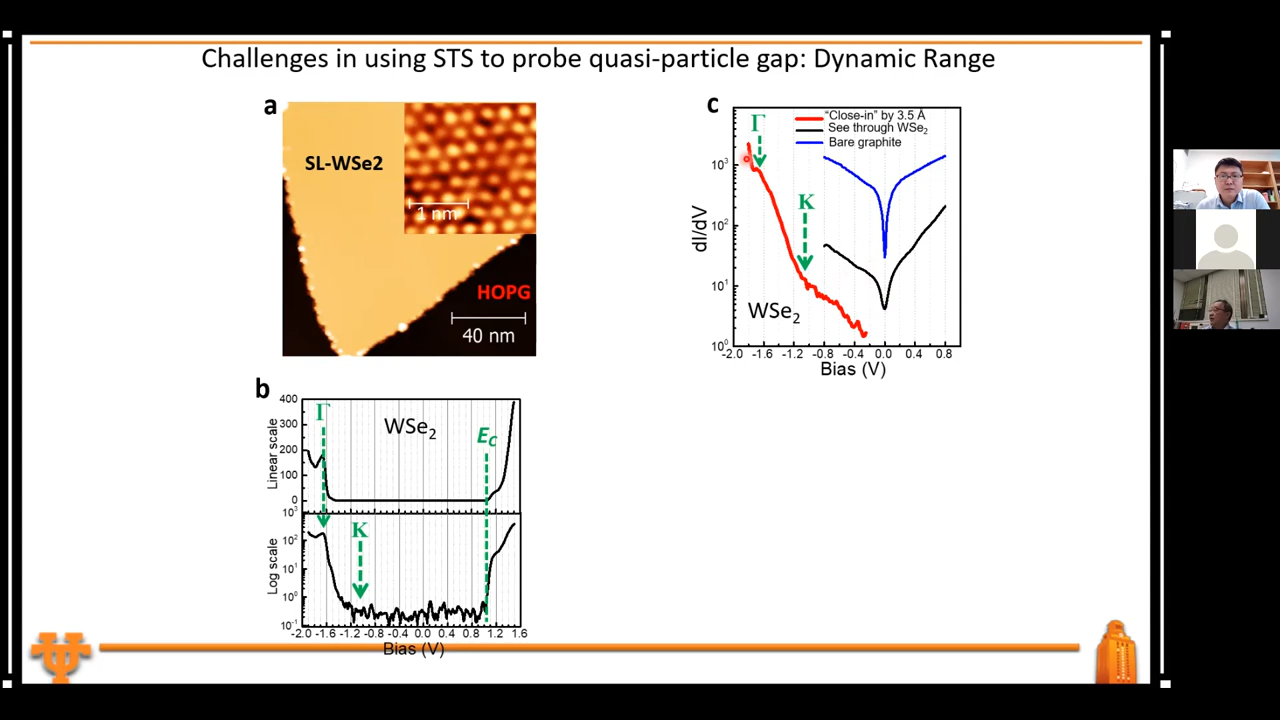 Challenges in using STS to probe quasi-particle gap: Dynamic Range
a
SL-WSe2
1 nm
HOPG
40 nm
b
400
300
200
100
0
Linear scale
Γ
WSe₂
E_C
10³
10²
10¹
10⁰
10⁻¹
Log scale
K
-2.0 -1.6 -1.2 -0.8 -0.4 0.0 0.4 0.8 1.2 1.6
Bias (V)
c
"Close-in" by 3.5 Å
See through WSe₂
Bare graphite
Γ
K
10³
10²
10¹
10⁰
dI/dV
WSe₂
-2.0 -1.6 -1.2 -0.8 -0.4 0.0 0.4 0.8
Bias (V)